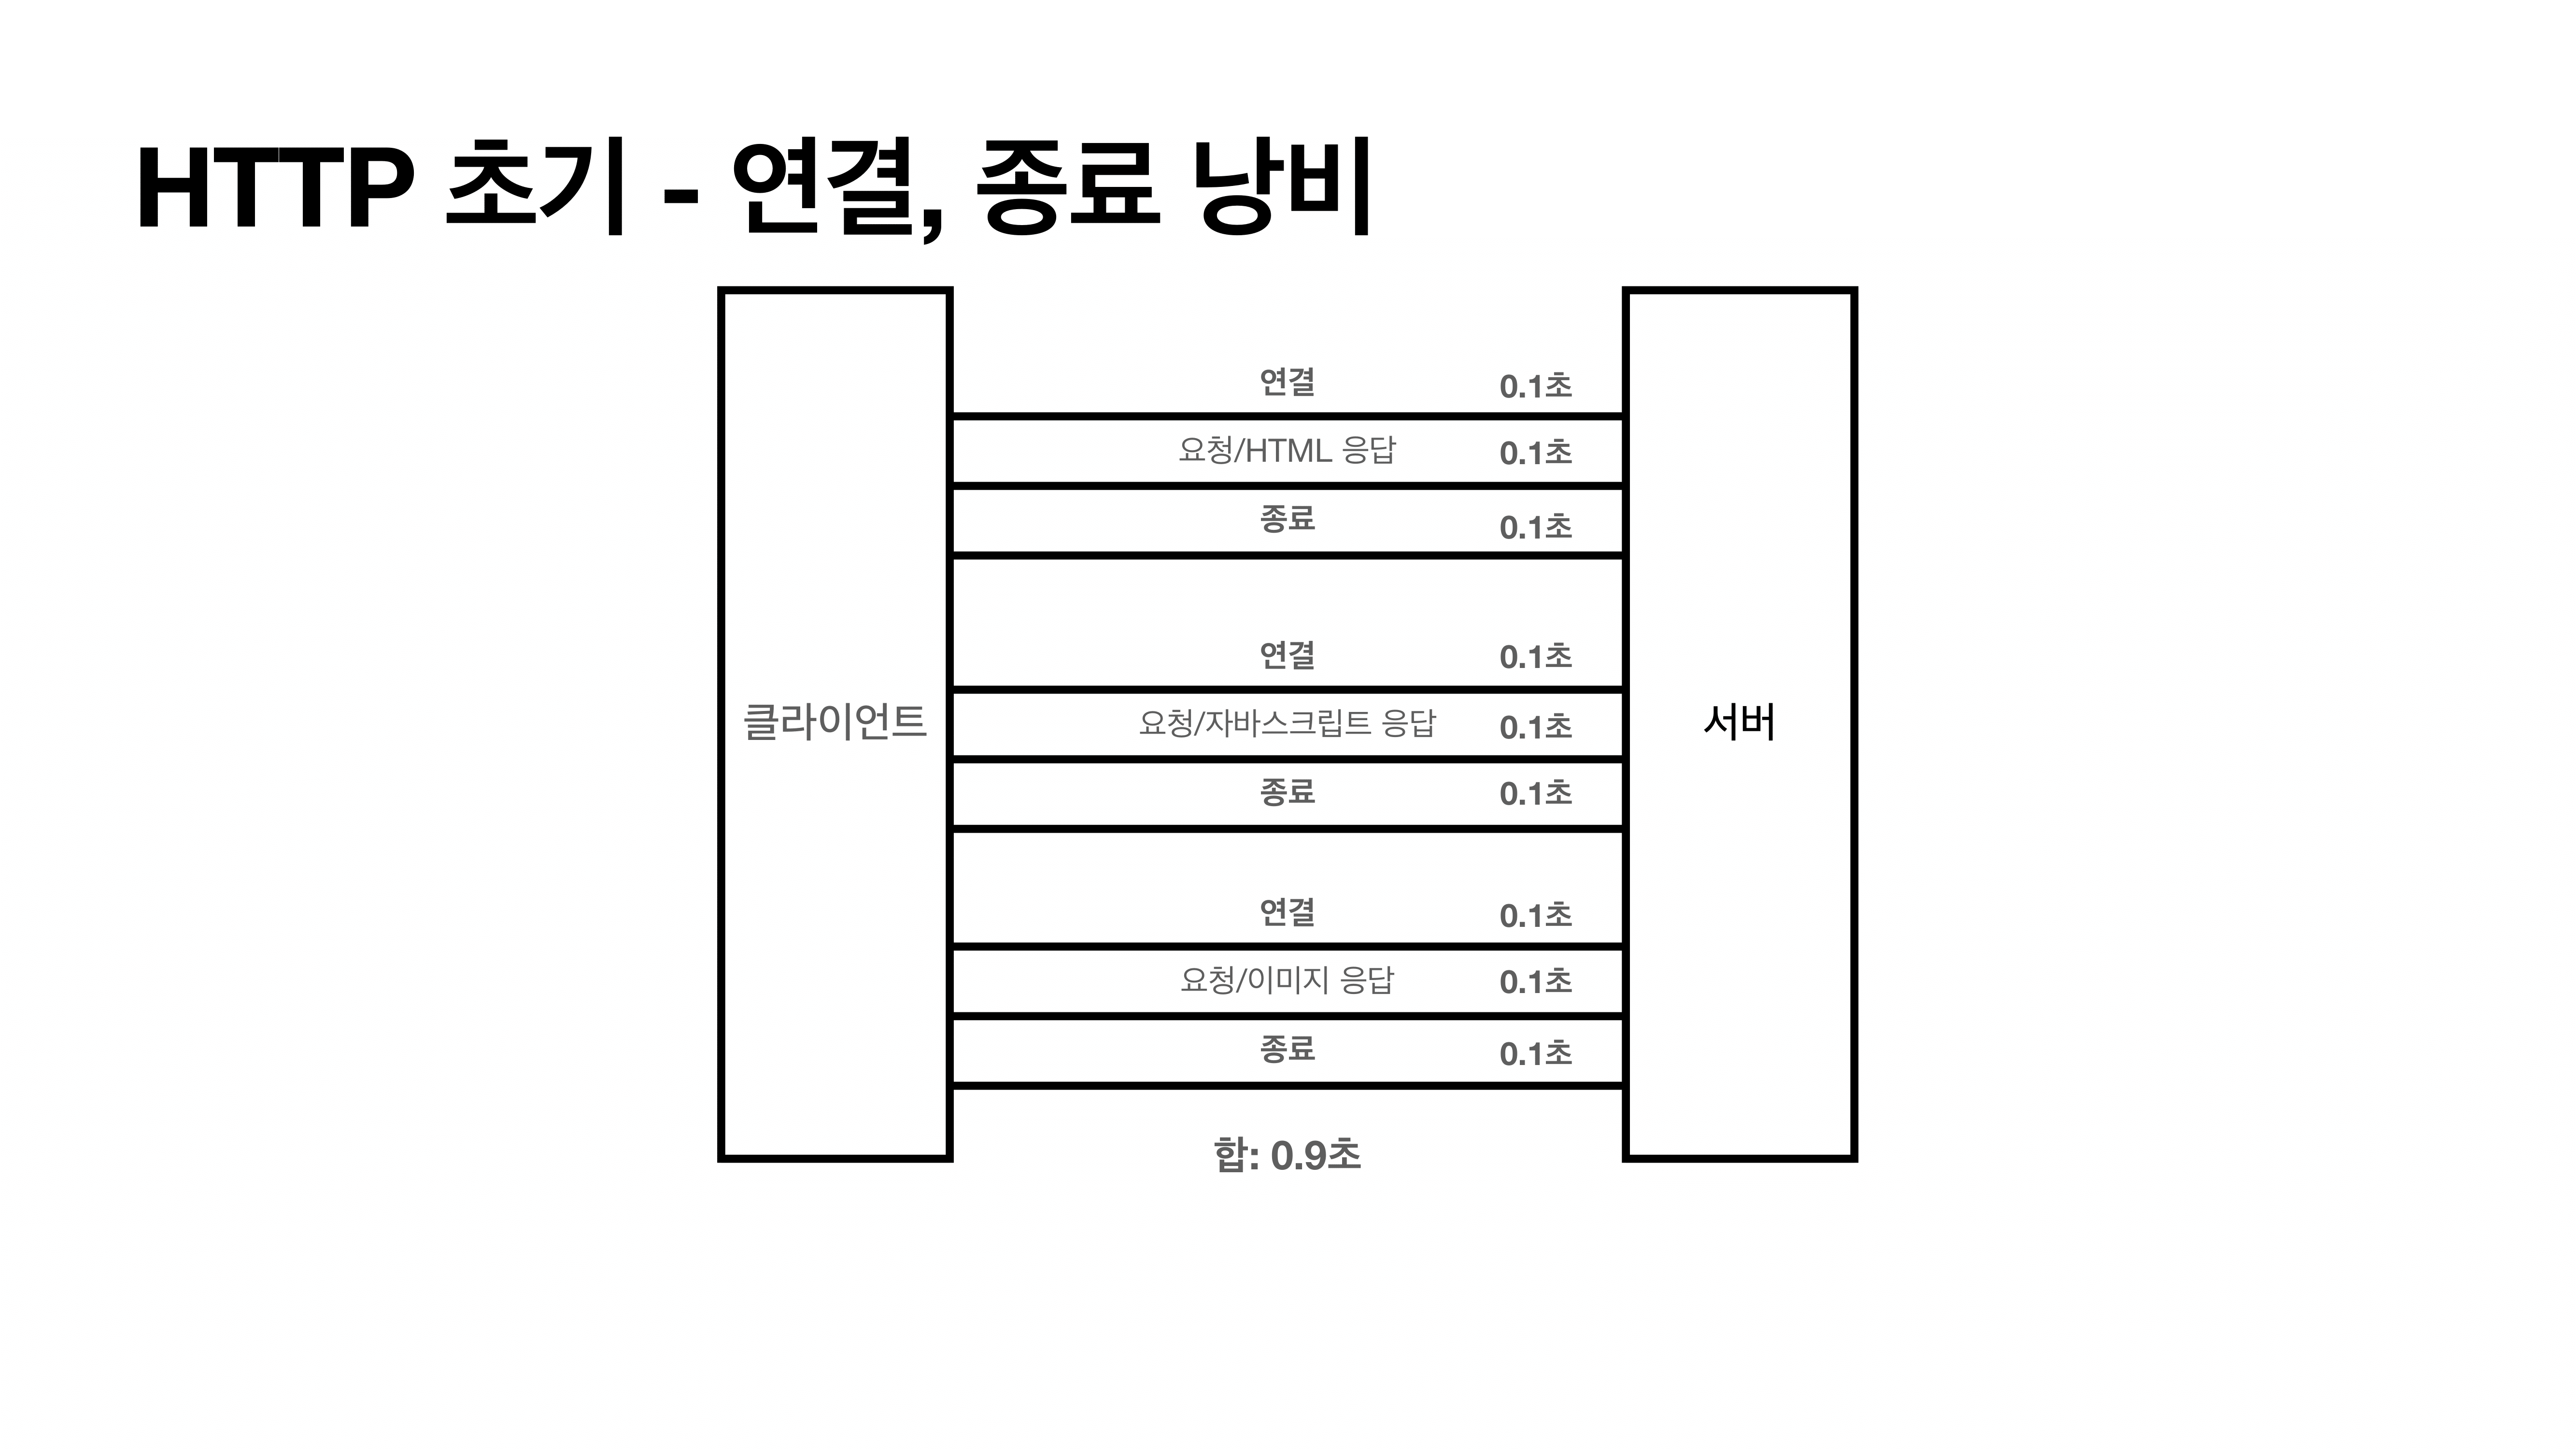 HTTP 초기 - 연결, 종료 낭비
연결 0.1초
요청/HTML 응답 0.1초
종료 0.1초
연결 0.1초
클라이언트 요청/자바스크립트 응답 0.1초 서버
종료 0.1초
연결 0.1초
요청/이미지 응답 0.1초
종료 0.1초
합: 0.9초